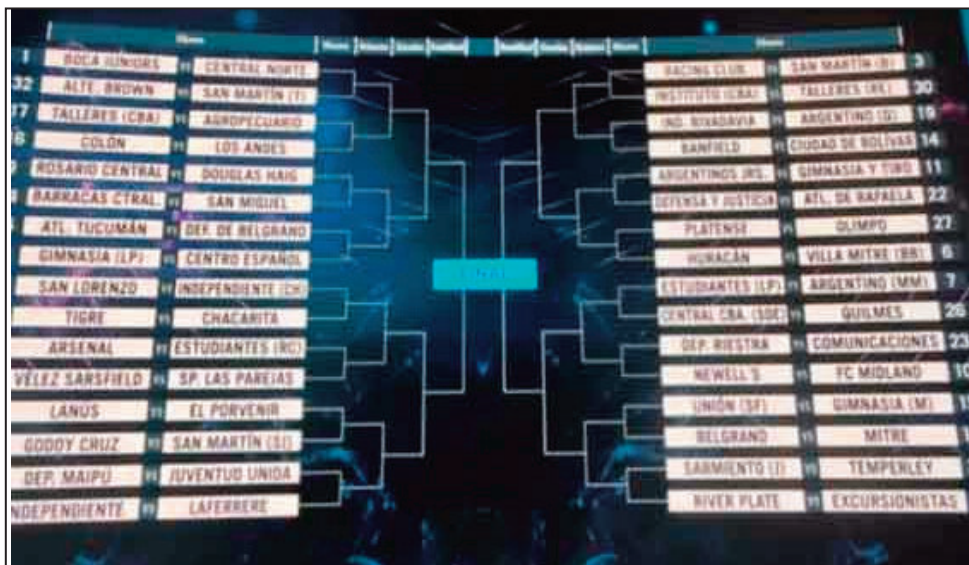 1 BOCA JUNIORS VS CENTRAL NORTE
32 ALTE. BROWN VS SAN MARTÍN (T)
17 TALLERES (CBA) VS AGROPECUARIO
COLÓN VS LOS ANDES
ROSARIO CENTRAL VS DOUGLAS HAIG
BARRACAS CTRAL. VS SAN MIGUEL
ATL. TUCUMÁN VS DEF. DE BELGRANO
GIMNASIA (LP) VS CENTRO ESPAÑOL
SAN LORENZO VS INDEPENDIENTE (CH)
TIGRE VS CHACARITA
ARSENAL VS ESTUDIANTES (RC)
VÉLEZ SARSFIELD VS SP. LAS PAREJAS
LANÚS VS EL PORVENIR
GODOY CRUZ VS SAN MARTÍN (SJ)
DEP. MAIPÚ VS JUVENTUD UNIDA
NDEPENDIENTE VS LAFERRERE
FINAL
RACING CLUB VS SAN MARTÍN (B) 3
INSTITUTO (CBA) VS TALLERES (RE) 30
IND. RIVADAVIA VS ARGENTINO (Q) 19
BANFIELD VS CIUDAD DE BOLÍVAR 14
ARGENTINOS JRS. VS GIMNASIA Y TIRO 11
DEFENSA Y JUSTICIA VS ATL. DE RAFAELA 22
PLATENSE VS OLIMPO 27
HURACÁN VS VILLA MITRE (BB) 6
ESTUDIANTES (LP) VS ARGENTINO (MM) 7
CENTRAL CBA. (SDE) VS QUILMES 26
DEP. RIESTRA VS COMUNICACIONES 23
NEWELL'S VS FC MIDLAND 10
UNIÓN (SF) VS GIMNASIA (M) 1
BELGRANO VS MITRE
SARMIENTO (J) VS TEMPERLEY
RIVER PLATE VS EXCURSIONISTAS